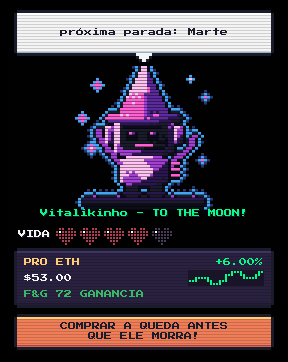 próxima parada: Marte
Vitalikinho - TO THE MOON!
VIDA
PRO ETH +6.00%
$53.00
F&G 72 GANANCIA
COMPRAR A QUEDA ANTES
QUE ELE MORRA!